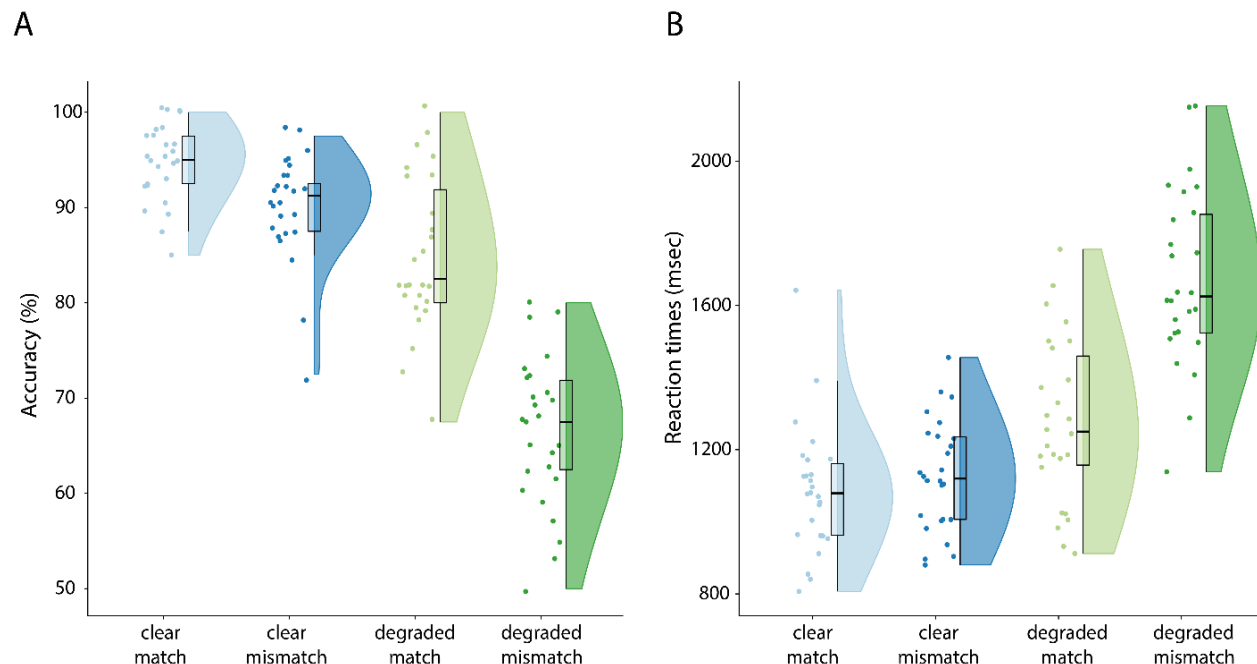 A
Accuracy (%)
100
90
80
70
60
50
clear
match
clear
mismatch
degraded
match
degraded
mismatch
B
Reaction times (msec)
2000
1600
1200
800
clear
match
clear
mismatch
degraded
match
degraded
mismatch